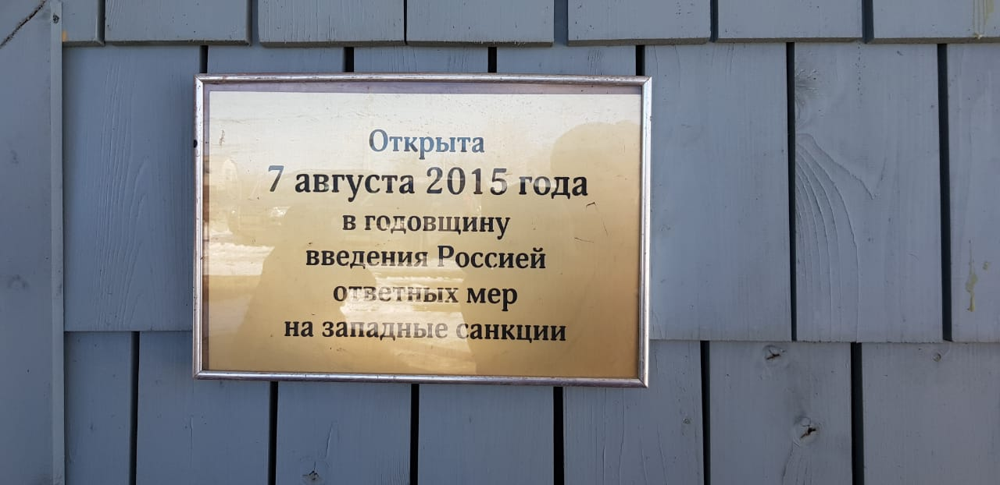 Открыта
7 августа 2015 года
в годовщину
введения Россией
ответных мер
на западные санкции